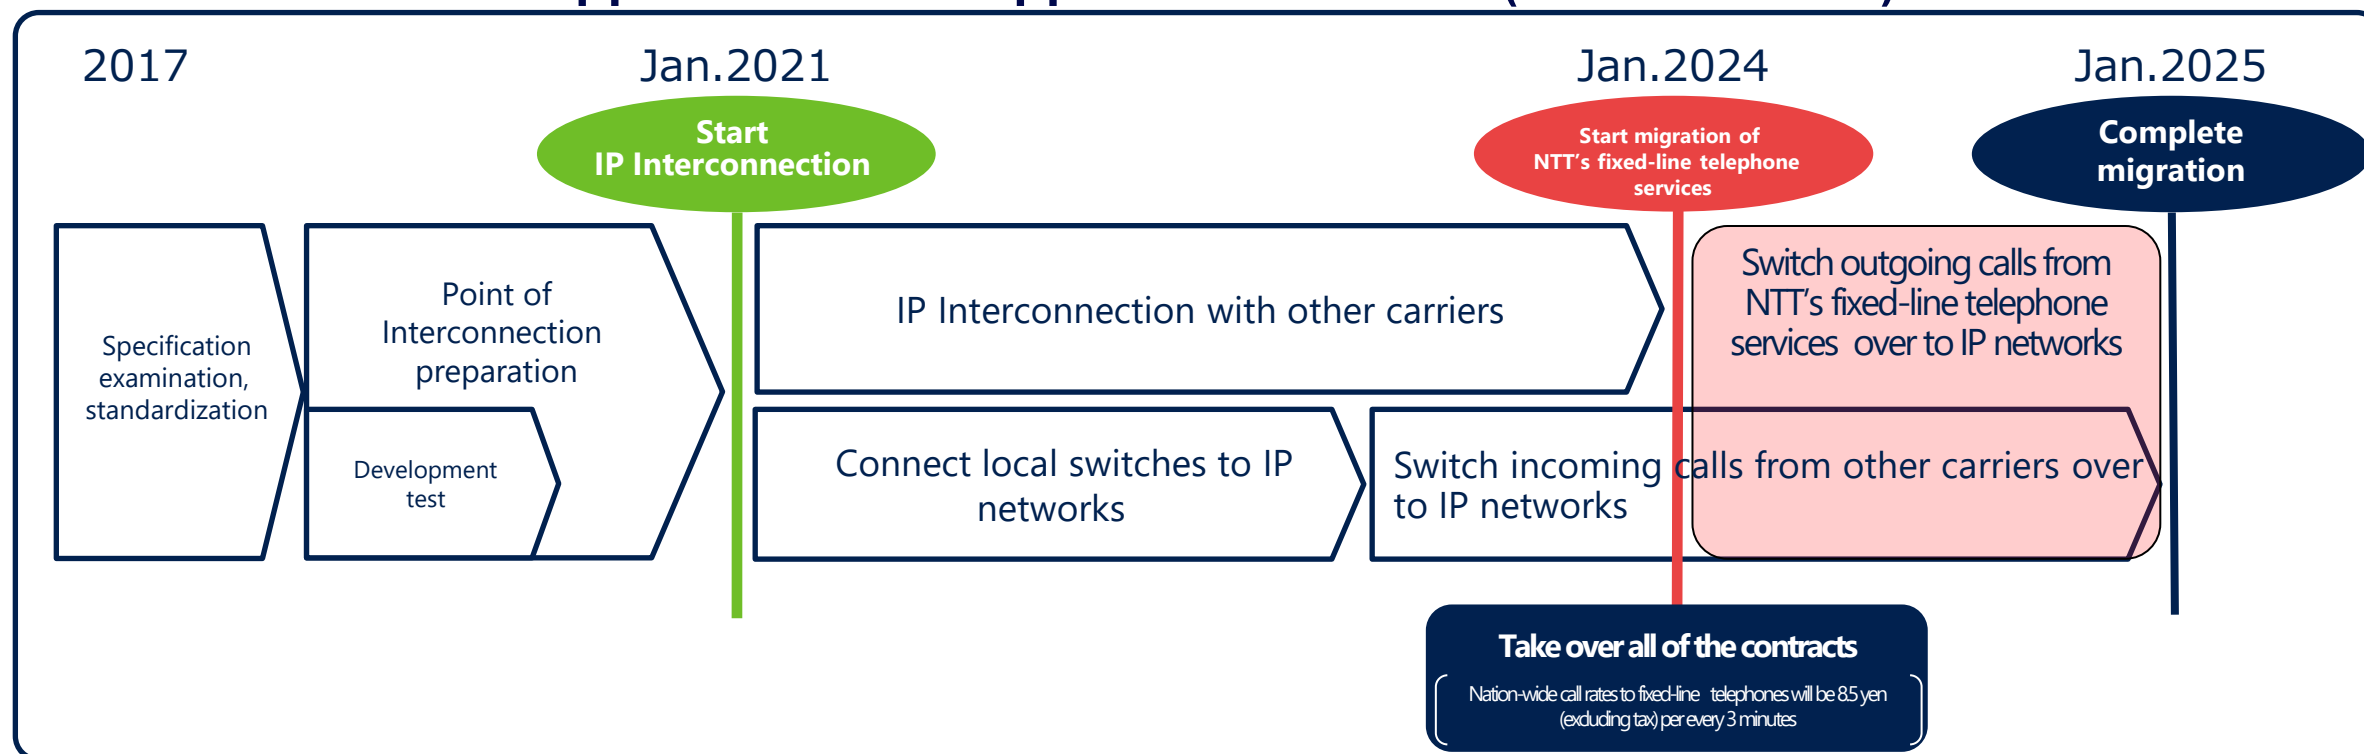 2017
Jan.2021
Jan.2024
Jan.2025
Start
IP Interconnection
Start migration of
NTT's fixed-line telephone
services
Complete
migration
Specification
examination,
standardization
Point of
Interconnection
preparation
Development
test
IP Interconnection with other carriers
Connect local switches to IP
networks
Switch outgoing calls from
NTT's fixed-line telephone
services over to IP networks
Switch incoming calls from other carriers over
to IP networks
Take over all of the contracts
Nation-wide call rates to fixed-line telephones will be 8.5 yen
(excluding tax) per every 3 minutes